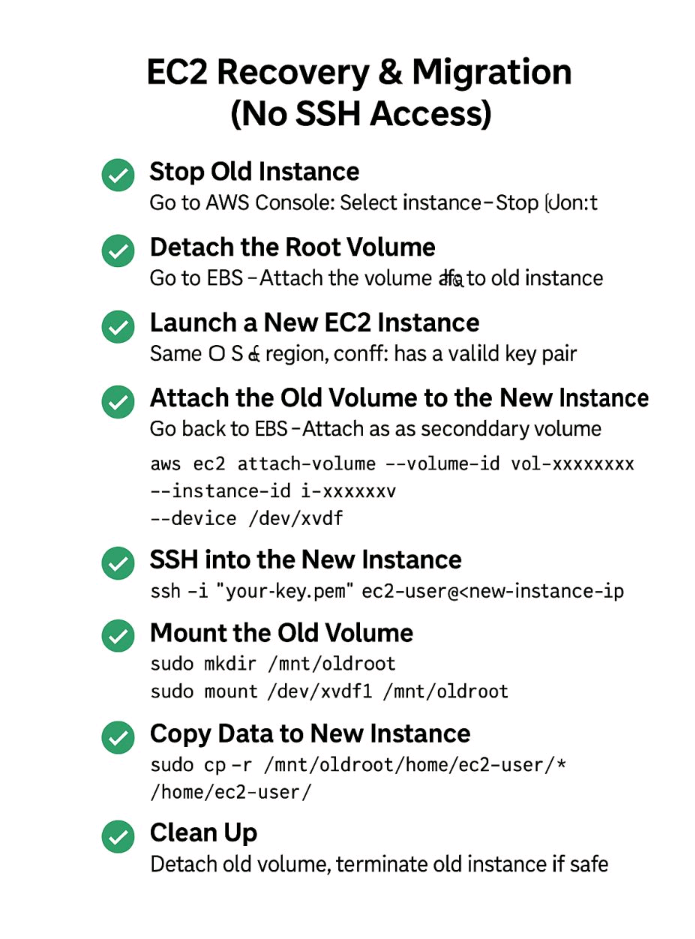 EC2 Recovery & Migration
(No SSH Access)
Stop Old Instance
Go to AWS Console: Select instance–Stop
Detach the Root Volume
Go to EBS –Attach the volume to old instance
Launch a New EC2 Instance
Same O S & region, conff: has a valild key pair
Attach the Old Volume to the New Instance
Go back to EBS –Attach as as seconddary volume
aws ec2 attach-volume --volume-id vol-xxxxxxxx
--instance-id i-xxxxxxv
--device /dev/xvdf
SSH into the New Instance
ssh –i "your-key.pem" ec2-user@<new-instance-ip
Mount the Old Volume
sudo mkdir /mnt/oldroot
sudo mount /dev/xvdf1 /mnt/oldroot
Copy Data to New Instance
sudo cp –r /mnt/oldroot/home/ec2-user/*
/home/ec2-user/
Clean Up
Detach old volume, terminate old instance if safe